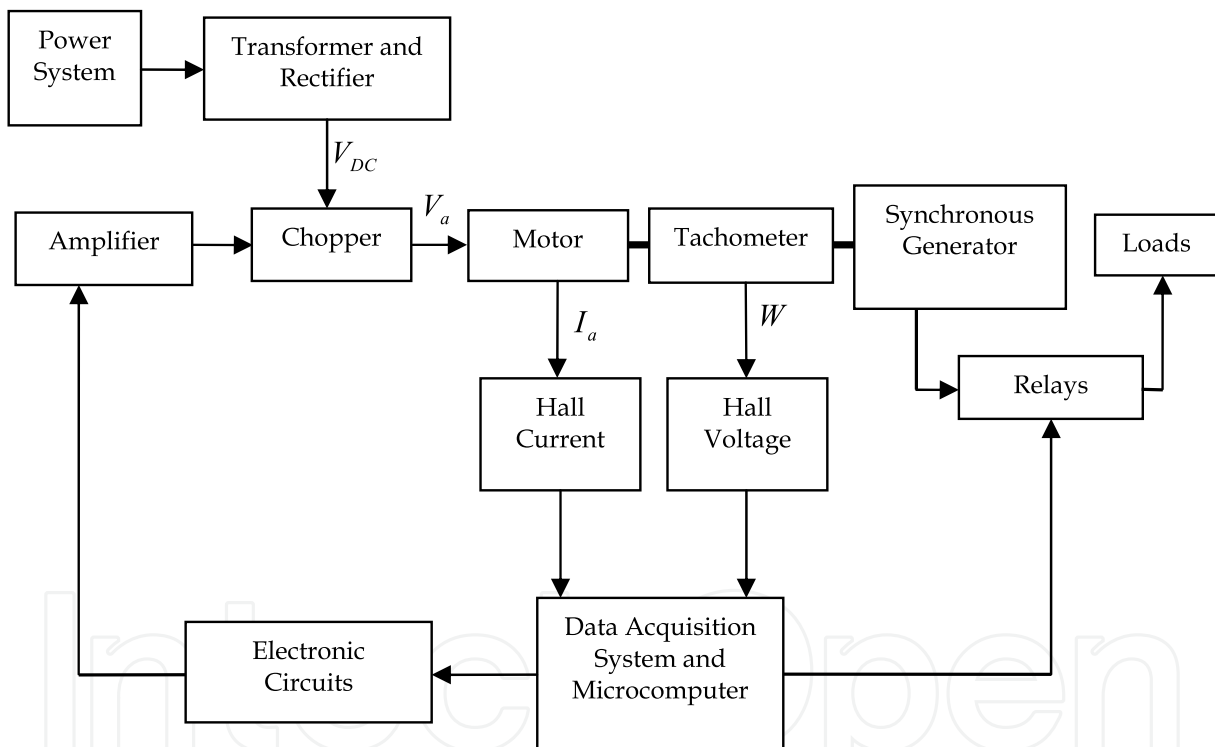 Power
System
Transformer and
Rectifier
V_DC
Amplifier
Chopper
V_a
Motor
Tachometer
Synchronous
Generator
Loads
I_a
W
Relays
Hall
Current
Hall
Voltage
Electronic
Circuits
Data Acquisition
System and
Microcomputer
IntechOpen